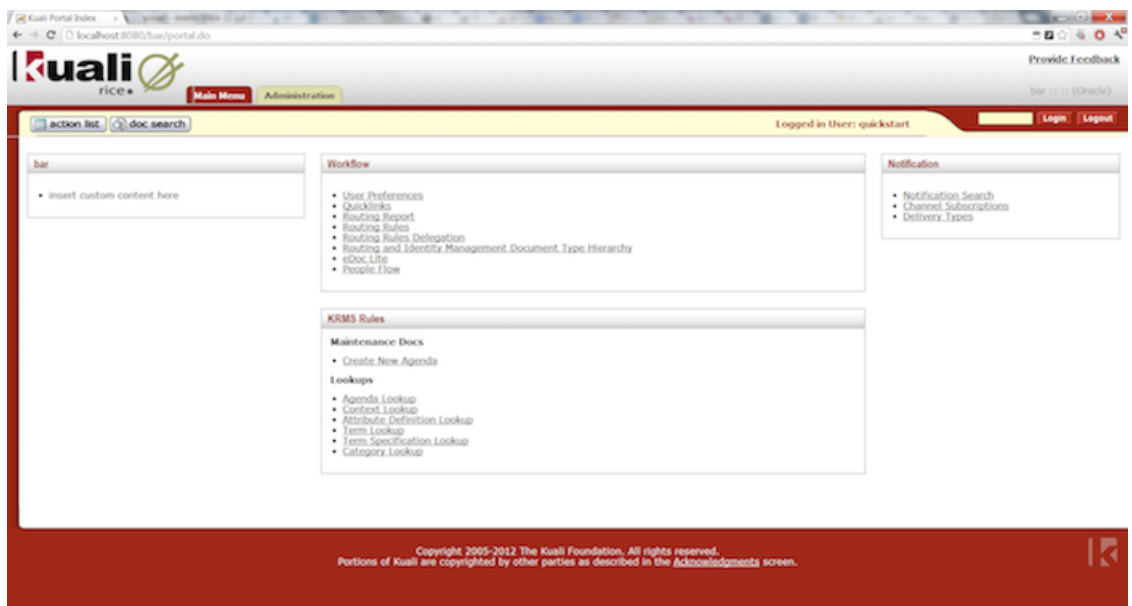 Kuali Portal Index
localhost:8080/bar/portal.do
kuali
rice
Provide Feedback
Main Menu
Administration
bar :: :: (Oracle)
action list
doc search
Logged in User: quickstart
Login
Logout
bar
insert custom content here
Workflow
User Preferences
Quicklinks
Routing Report
Routing Rules
Routing Rules Delegation
Routing and Identity Management Document Type Hierarchy
eDoc Lite
People Flow
KRMS Rules
Maintenance Docs
Create New Agenda
Lookups
Agenda Lookup
Context Lookup
Attribute Definition Lookup
Term Lookup
Term Specification Lookup
Category Lookup
Notification
Notification Search
Channel Subscriptions
Delivery Types
Copyright 2005-2012 The Kuali Foundation. All rights reserved.
Portions of Kuali are copyrighted by other parties as described in the Acknowledgments screen.